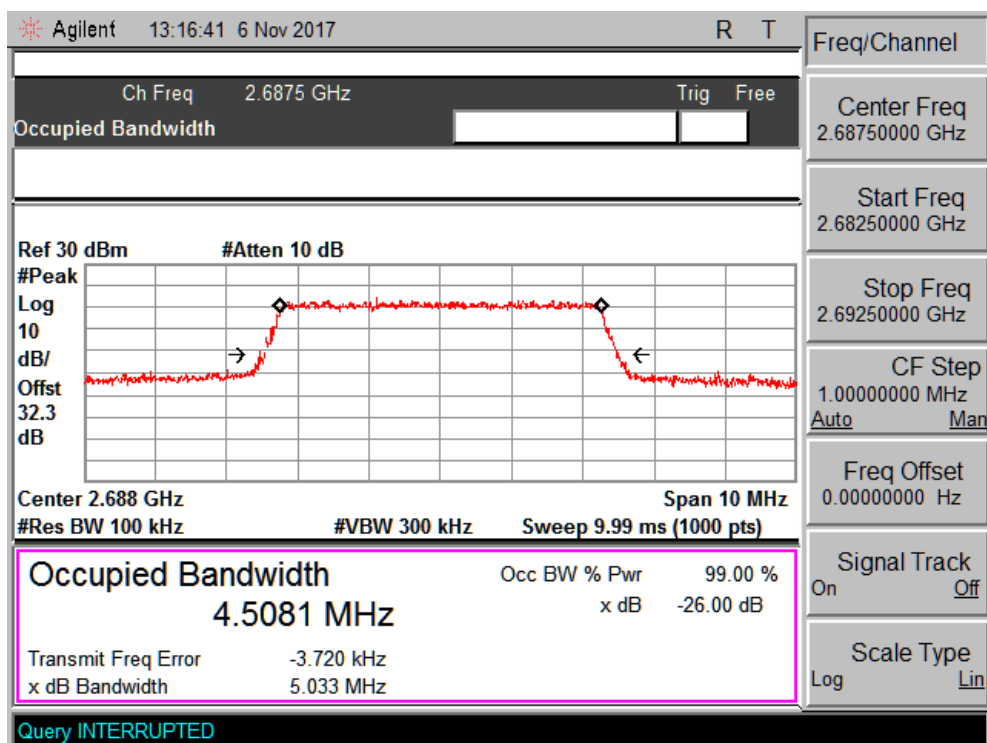 Agilent 13:16:41 6 Nov 2017 R T
Ch Freq 2.6875 GHz Trig Free
Occupied Bandwidth
Ref 30 dBm #Atten 10 dB
#Peak
Log
10
dB/
Offst
32.3
dB
Center 2.688 GHz Span 10 MHz
#Res BW 100 kHz #VBW 300 kHz Sweep 9.99 ms (1000 pts)
Occupied Bandwidth Occ BW % Pwr 99.00 %
4.5081 MHz x dB -26.00 dB
Transmit Freq Error -3.720 kHz
x dB Bandwidth 5.033 MHz
Query INTERRUPTED
Freq/Channel
Center Freq
2.68750000 GHz
Start Freq
2.68250000 GHz
Stop Freq
2.69250000 GHz
CF Step
1.00000000 MHz
Auto Man
Freq Offset
0.00000000 Hz
Signal Track
On Off
Scale Type
Log Lin